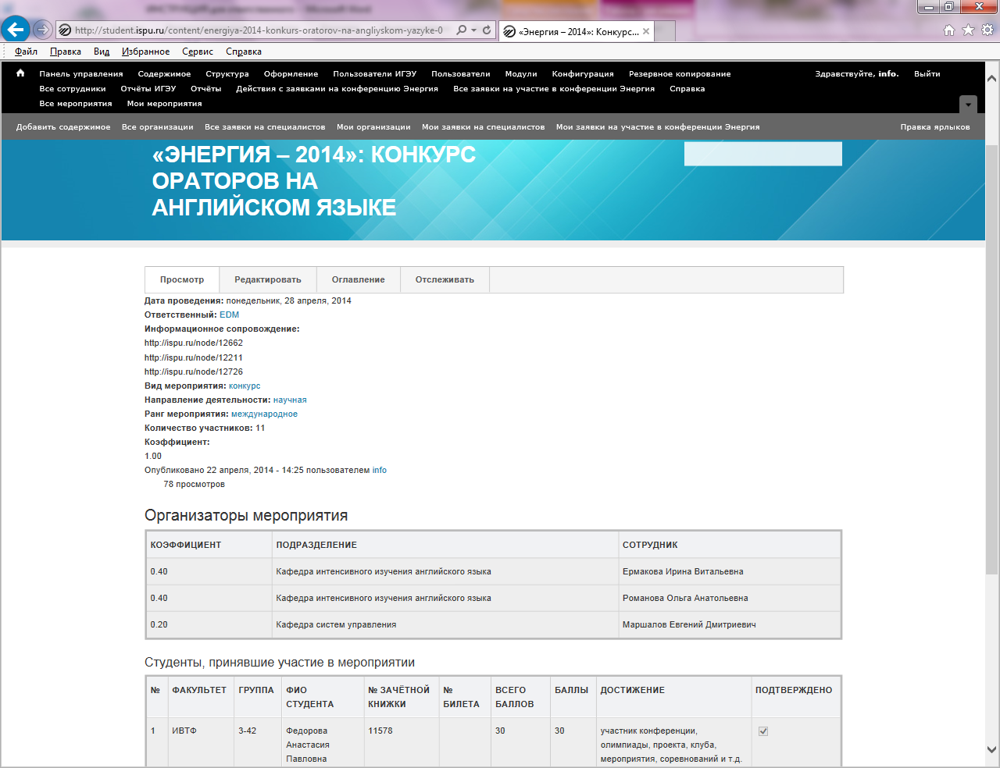 http://student.ispu.ru/content/energiya-2014-konkurs-oratorov-na-angliyskom-yazyke-0
«Энергия – 2014»: Конкурс...
Файл Правка Вид Избранное Сервис Справка
Панель управления Содержимое Структура Оформление Пользователи ИГЭУ Пользователи Модули Конфигурация Резервное копирование Здравствуйте, info. Выйти
Все сотрудники Отчёты ИГЭУ Отчёты Действия с заявками на конференцию Энергия Все заявки на участие в конференции Энергия Справка
Все мероприятия Мои мероприятия
Добавить содержимое Все организации Все заявки на специалистов Мои организации Мои заявки на специалистов Мои заявки на участие в конференции Энергия Правка ярлыков
«ЭНЕРГИЯ – 2014»: КОНКУРС
ОРАТОРОВ НА
АНГЛИЙСКОМ ЯЗЫКЕ
Просмотр Редактировать Оглавление Отслеживать
Дата проведения: понедельник, 28 апреля, 2014
Ответственный: EDM
Информационное сопровождение:
http://ispu.ru/node/12662
http://ispu.ru/node/12211
http://ispu.ru/node/12726
Вид мероприятия: конкурс
Направление деятельности: научная
Ранг мероприятия: международное
Количество участников: 11
Коэффициент:
1.00
Опубликовано 22 апреля, 2014 - 14:25 пользователем info
78 просмотров
Организаторы мероприятия
КОЭФФИЦИЕНТ ПОДРАЗДЕЛЕНИЕ СОТРУДНИК
0.40 Кафедра интенсивного изучения английского языка Ермакова Ирина Витальевна
0.40 Кафедра интенсивного изучения английского языка Романова Ольга Анатольевна
0.20 Кафедра систем управления Маршалов Евгений Дмитриевич
Студенты, принявшие участие в мероприятии
№ ФАКУЛЬТЕТ ГРУППА ФИО № ЗАЧЁТНОЙ № ВСЕГО БАЛЛЫ ДОСТИЖЕНИЕ ПОДТВЕРЖДЕНО
СТУДЕНТА КНИЖКИ БИЛЕТА БАЛЛОВ
1 ИВТФ 3-42 Федорова 11578 30 30 участник конференции,
Анастасия олимпиады, проекта, клуба,
Павловна мероприятия, соревнований и т.д.